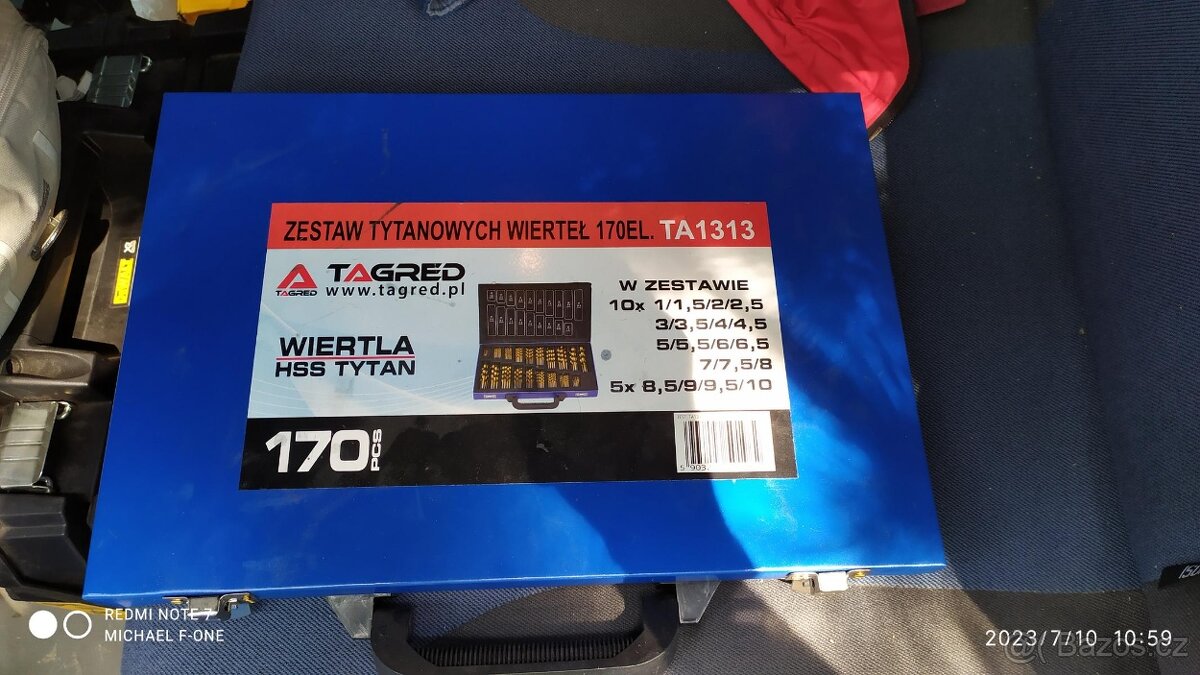 ZESTAW TYTANOWYCH WIERTEŁ 170EL. TA1313
TAGRED
TAGRED
www.tagred.pl
WIERTLA
HSS TYTAN
W ZESTAWIE
10x 1/1,5/2/2,5
3/3,5/4/4,5
5/5,5/6/6,5
7/7,5/8
5x 8,5/9/9,5/10
170 PCS
5 903
REDMI NOTE 7
MICHAEL F-ONE
2023/7/10 10:59
Bazos.cz